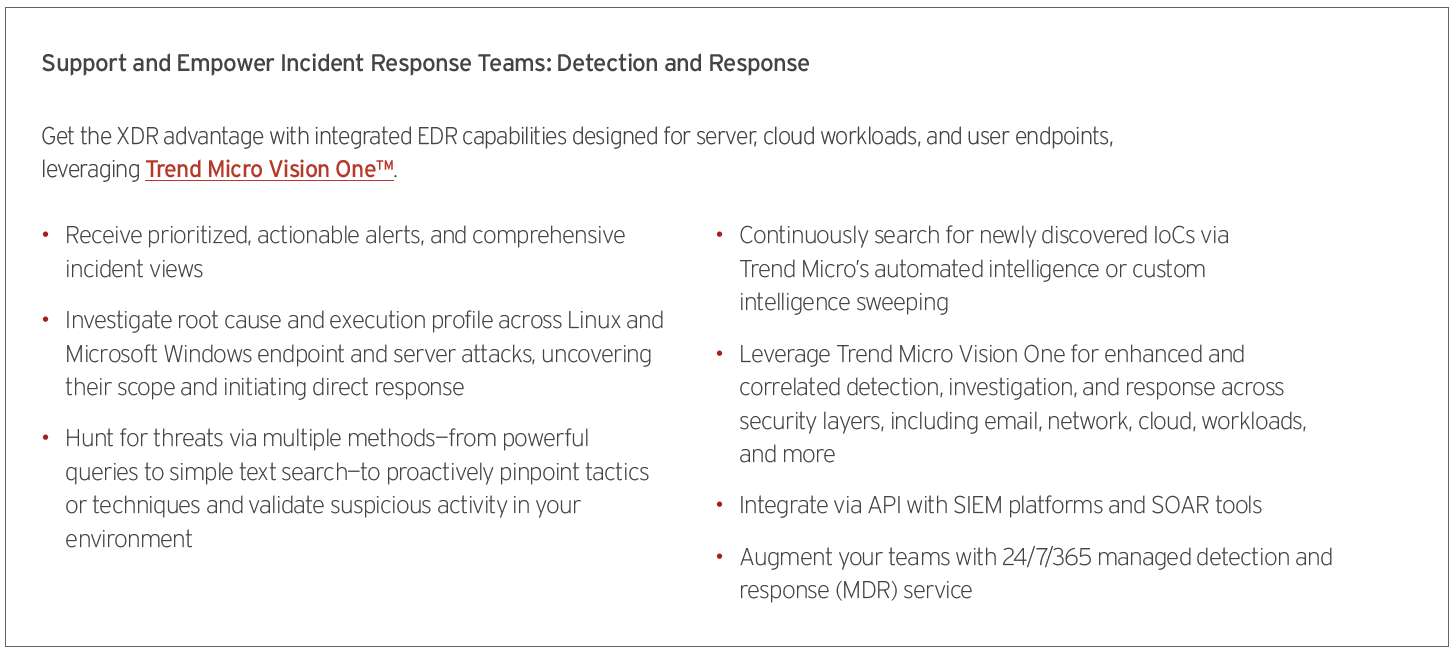 Support and Empower Incident Response Teams: Detection and Response
Get the XDR advantage with integrated EDR capabilities designed for server, cloud workloads, and user endpoints,
leveraging Trend Micro Vision One™.
• Receive prioritized, actionable alerts, and comprehensive
incident views
• Investigate root cause and execution profile across Linux and
Microsoft Windows endpoint and server attacks, uncovering
their scope and initiating direct response
• Hunt for threats via multiple methods—from powerful
queries to simple text search—to proactively pinpoint tactics
or techniques and validate suspicious activity in your
environment
• Continuously search for newly discovered IoCs via
Trend Micro's automated intelligence or custom
intelligence sweeping
• Leverage Trend Micro Vision One for enhanced and
correlated detection, investigation, and response across
security layers, including email, network, cloud, workloads,
and more
• Integrate via API with SIEM platforms and SOAR tools
• Augment your teams with 24/7/365 managed detection and
response (MDR) service